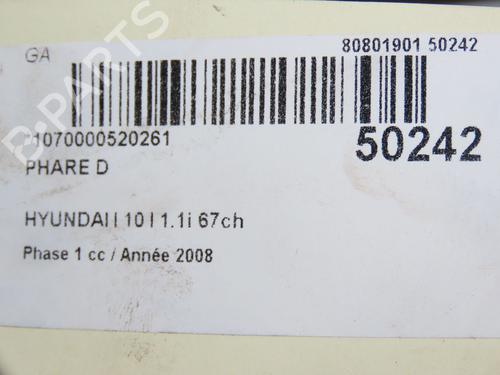 GA
80801901 50242
1070000520261
50242
PHARE D
HYUNDAI I 10 I 1.1i 67ch
Phase 1 cc / Année 2008
B-PARTS